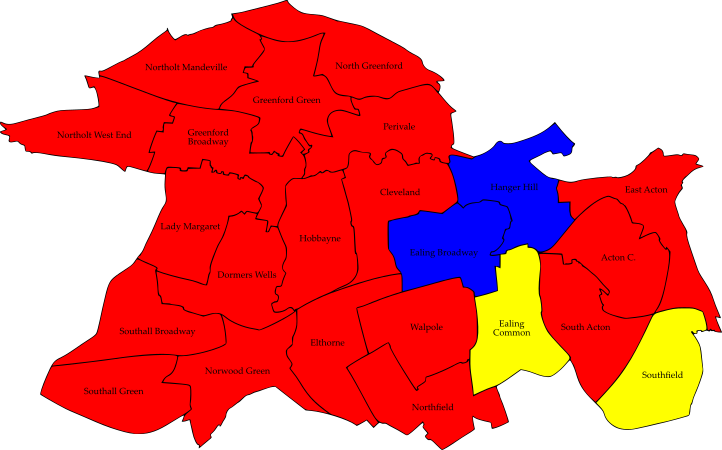 Northolt Mandeville
North Greenford
Greenford Green
Northolt West End
Greenford
Broadway
Perivale
Cleveland
Hanger Hill
East Acton
Lady Margaret
Hobbayne
Ealing Broadway
Acton C.
Dormers Wells
Southall Broadway
Elthorne
Walpole
Ealing
Common
South Acton
Norwood Green
Southall Green
Southfield
Northfield